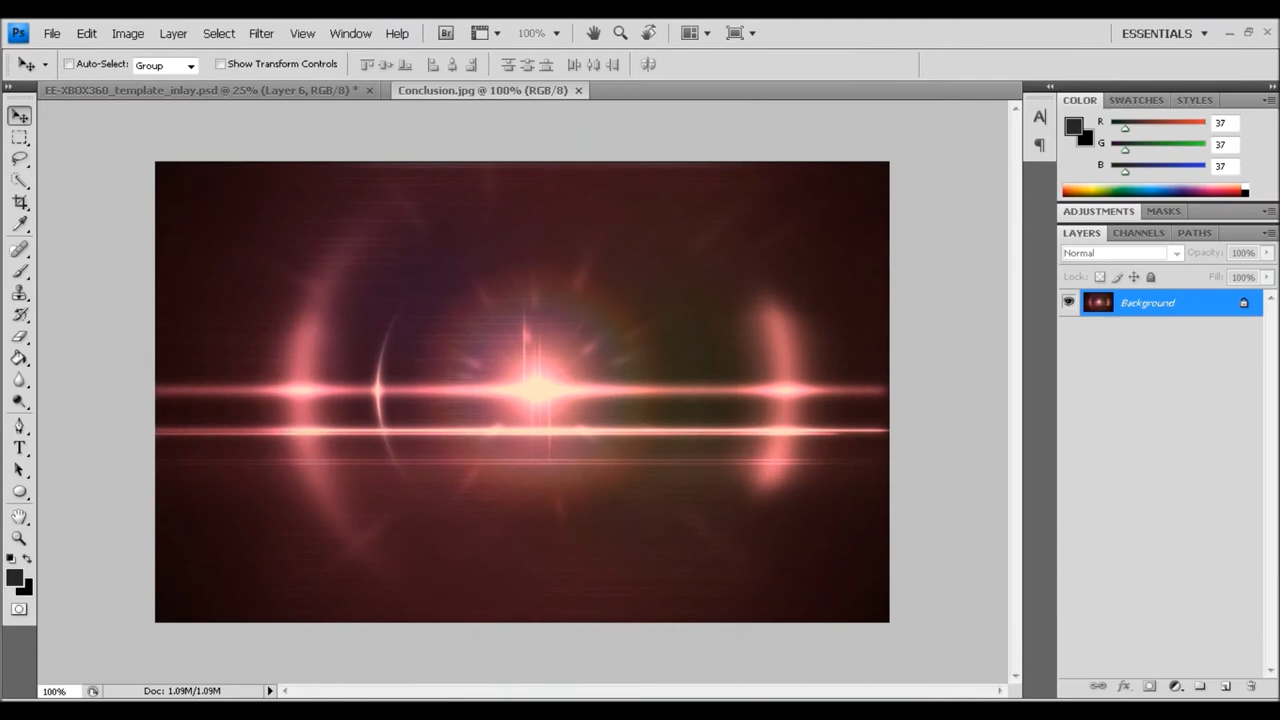 Ps File Edit Image Layer Select Filter View Window Help Br 100% ESSENTIALS
Auto-Select: Group Show Transform Controls
EE-XBOX360_template_inlay.psd @ 25% (Layer 6, RGB/8) * Conclusion.jpg @ 100% (RGB/8)
COLOR SWATCHES STYLES
R 37
G 37
B 37
ADJUSTMENTS MASKS
LAYERS CHANNELS PATHS
Normal Opacity: 100%
Lock: Fill: 100%
Background
100% Doc: 1.09M/1.09M